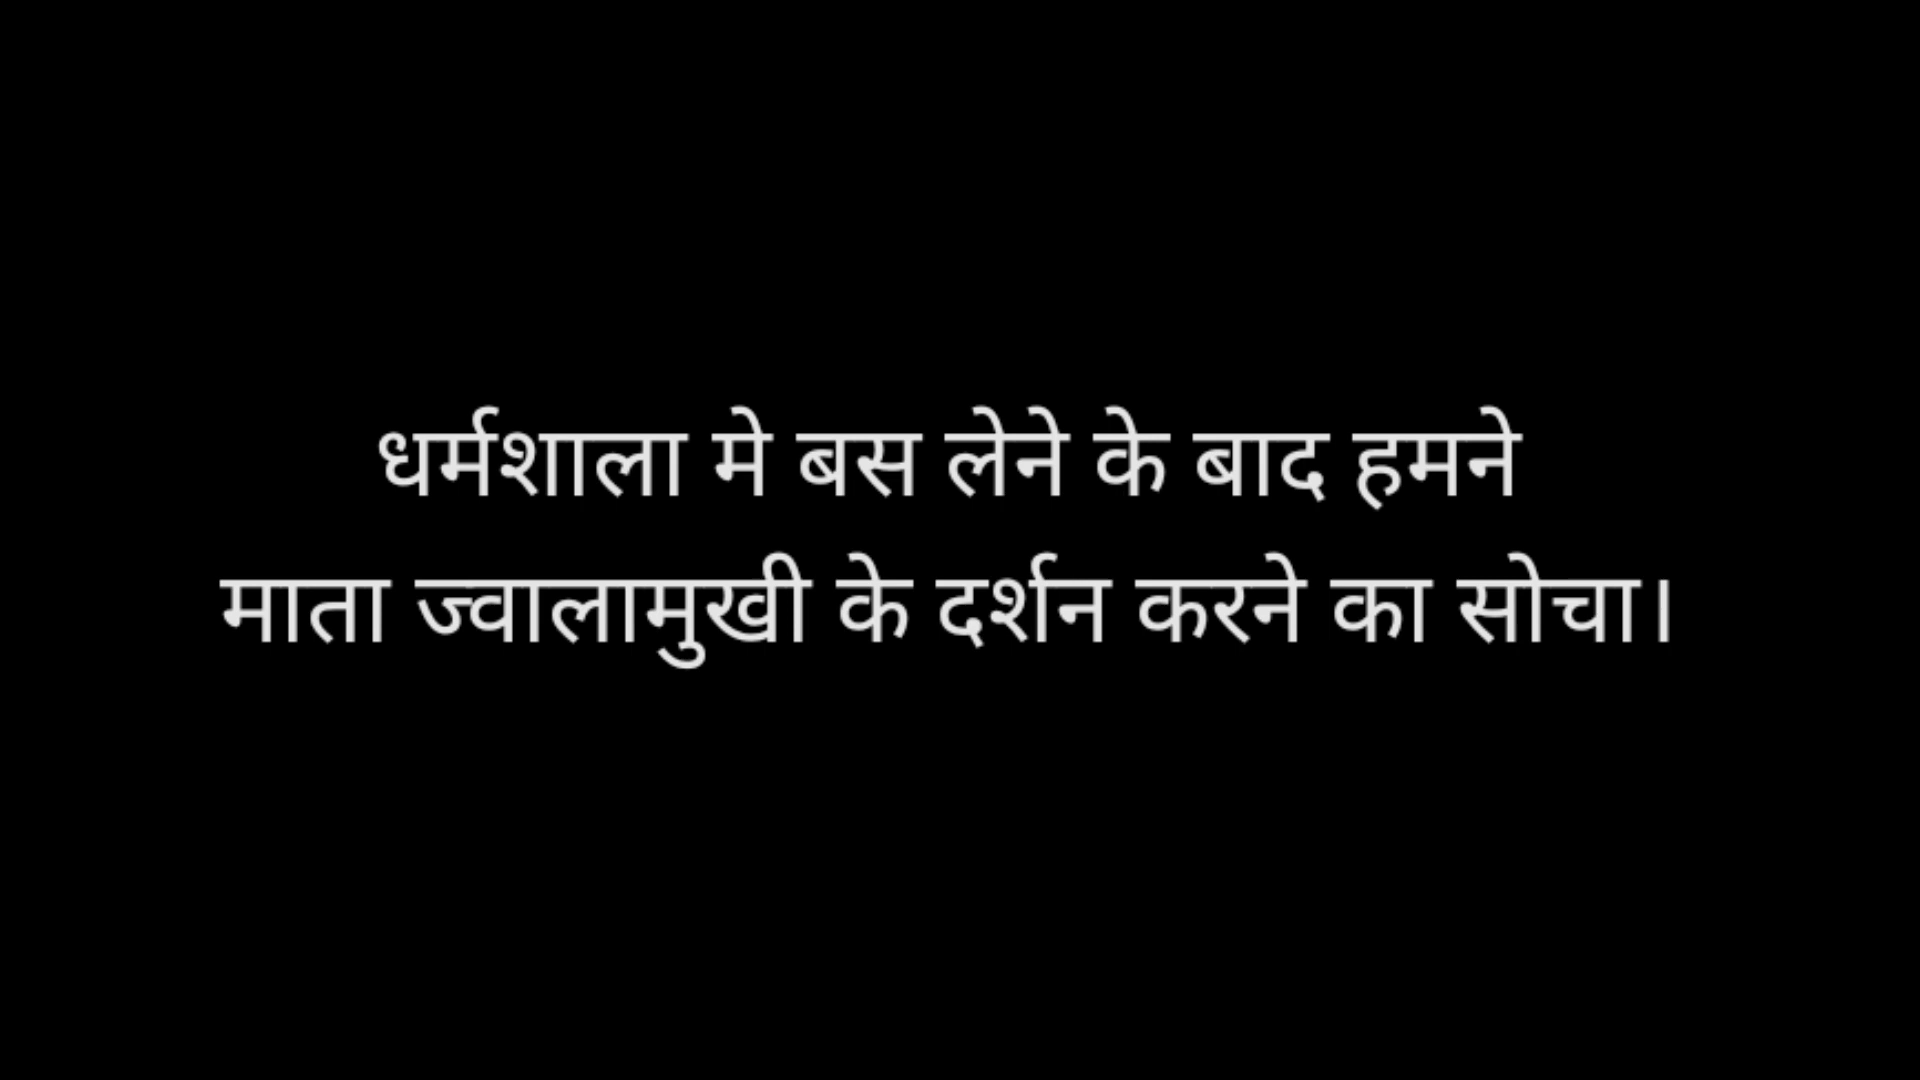 धर्मशाला मे बस लेने के बाद हमने
माता ज्वालामुखी के दर्शन करने का सोचा।